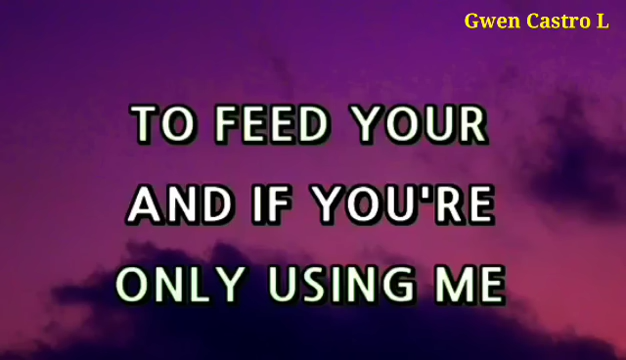 Gwen Castro L
TO FEED YOUR
AND IF YOU'RE
ONLY USING ME